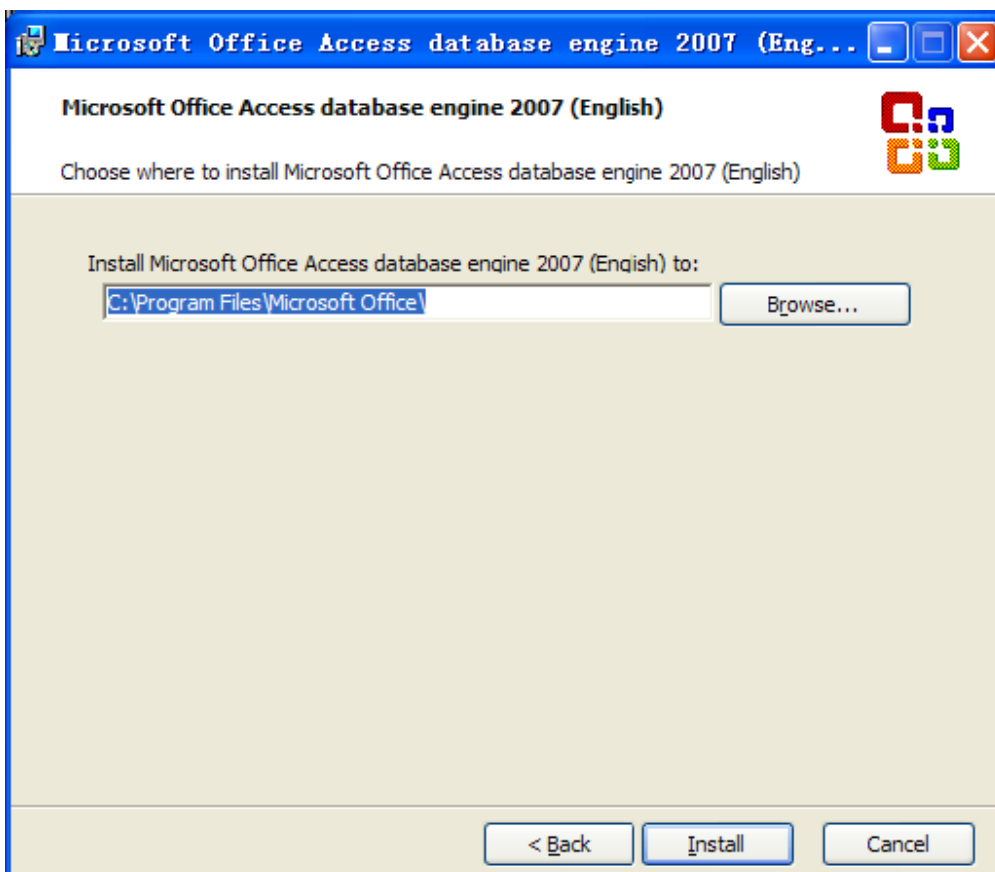 Microsoft Office Access database engine 2007 (Eng...
Microsoft Office Access database engine 2007 (English)
Choose where to install Microsoft Office Access database engine 2007 (English)
Install Microsoft Office Access database engine 2007 (English) to:
C:\Program Files\Microsoft Office\
Browse...
< Back
Install
Cancel